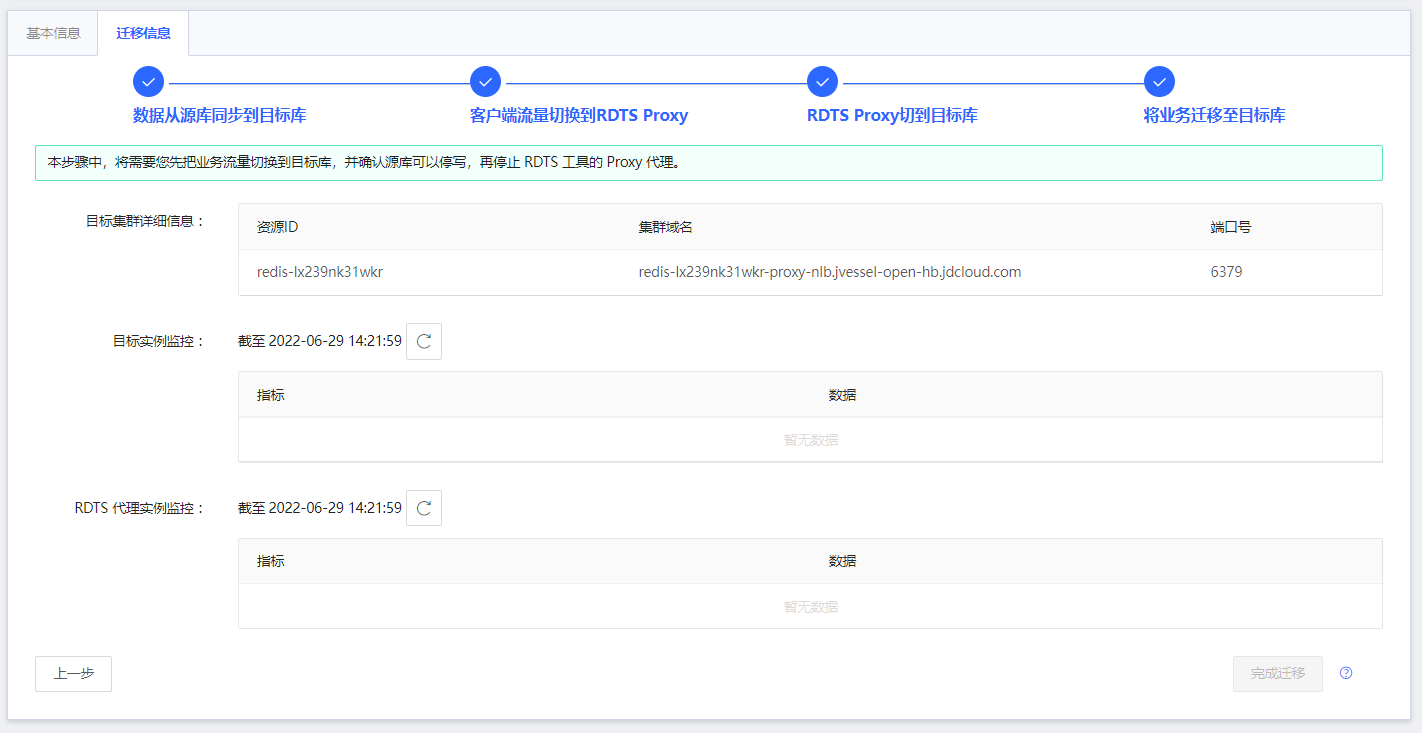 基本信息 迁移信息
数据从源库同步到目标库 客户端流量切换到RDTS Proxy RDTS Proxy切到目标库 将业务迁移至目标库
本步骤中，将需要您先把业务流量切换到目标库，并确认源库可以停写，再停止 RDTS 工具的 Proxy 代理。
目标集群详细信息：
资源ID 集群域名 端口号
redis-lx239nk31wkr redis-lx239nk31wkr-proxy-nlb.jvessel-open-hb.jdcloud.com 6379
目标实例监控： 截至 2022-06-29 14:21:59
指标 数据
暂无数据
RDTS 代理实例监控： 截至 2022-06-29 14:21:59
指标 数据
暂无数据
上一步 完成迁移